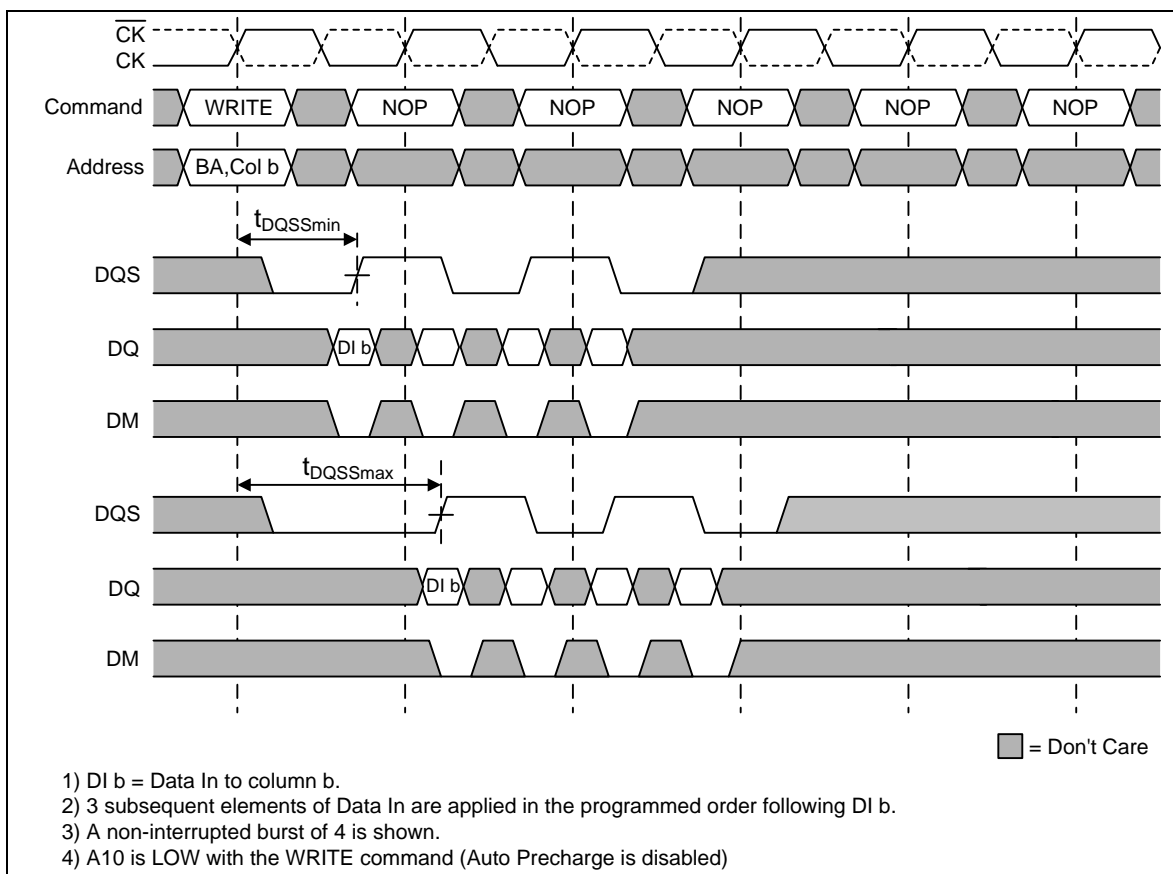 CK
CK
Command WRITE NOP NOP NOP NOP NOP
Address BA,Col b
tDQSSmin
DQS
DQ DI b
DM
tDQSSmax
DQS
DQ DI b
DM
= Don't Care
1) DI b = Data In to column b.
2) 3 subsequent elements of Data In are applied in the programmed order following DI b.
3) A non-interrupted burst of 4 is shown.
4) A10 is LOW with the WRITE command (Auto Precharge is disabled)